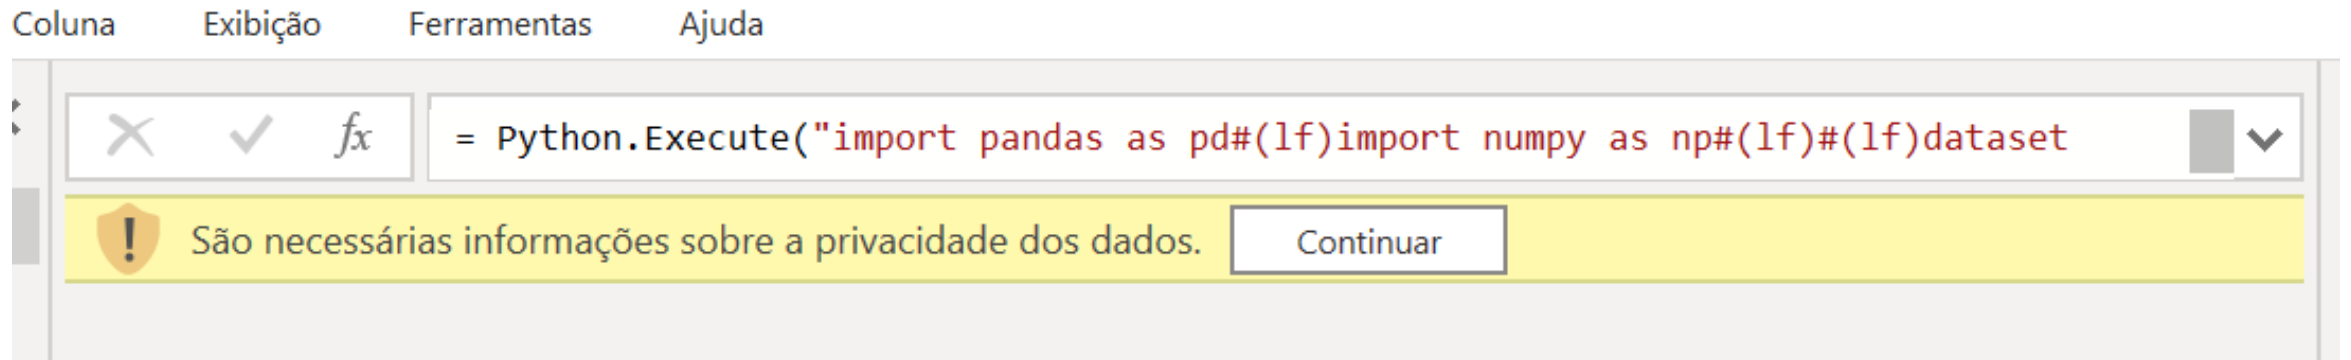 Coluna Exibição Ferramentas Ajuda
fx = Python.Execute("import pandas as pd#(lf)import numpy as np#(lf)#(lf)dataset
! São necessárias informações sobre a privacidade dos dados. Continuar